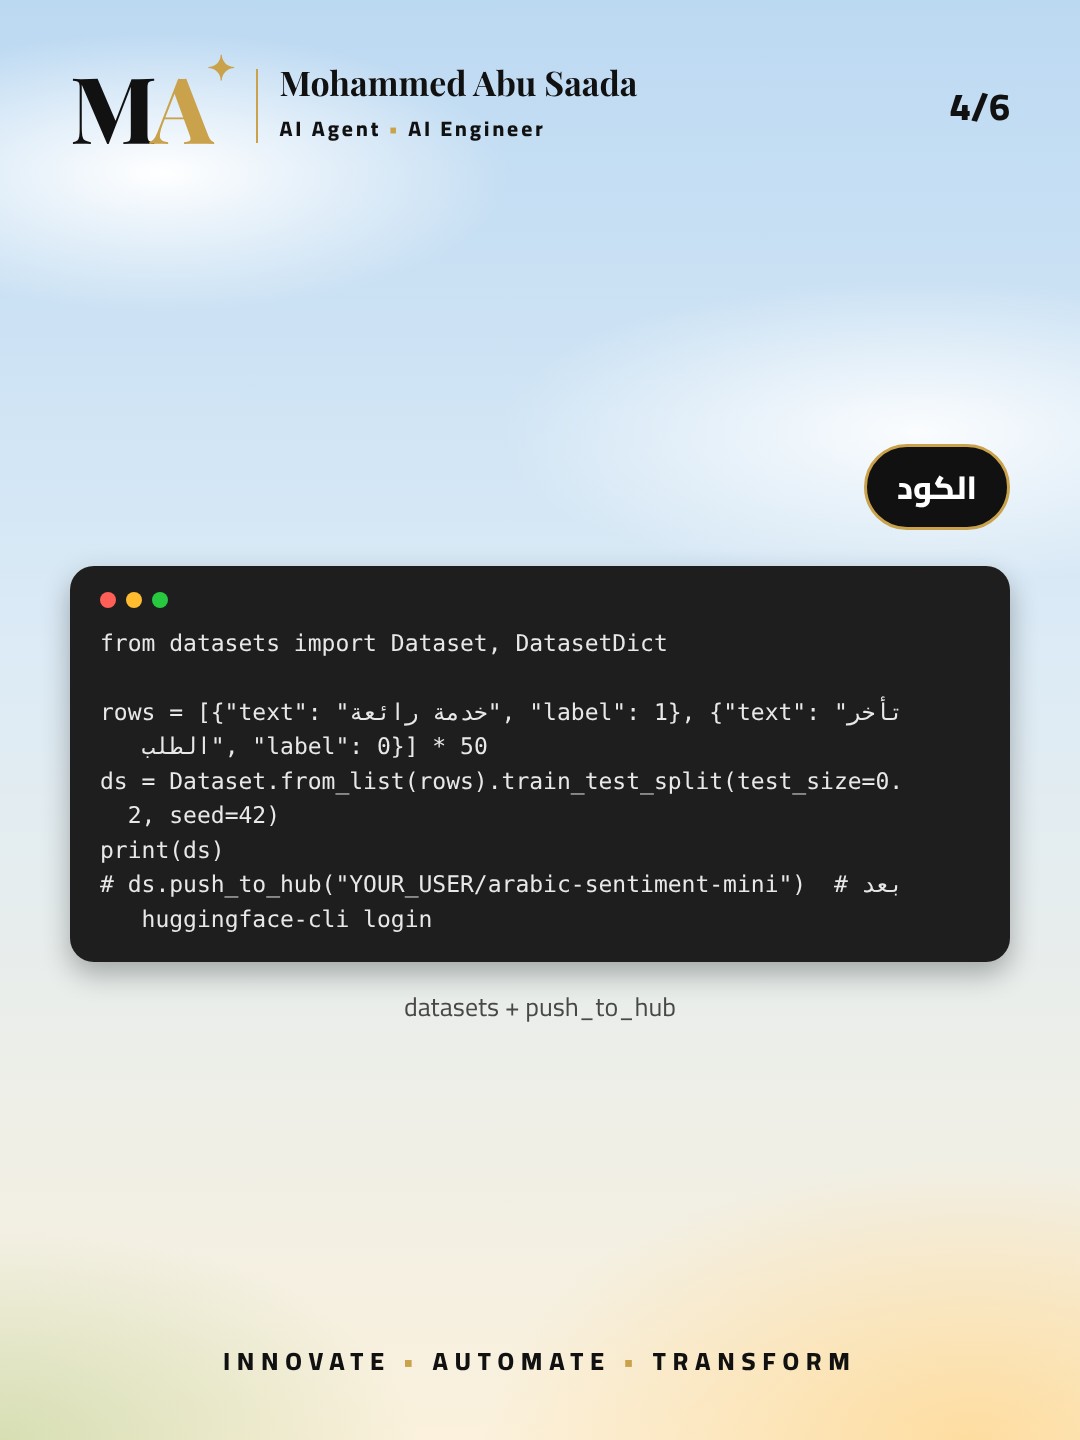 MA
Mohammed Abu Saada
AI Agent ▪ AI Engineer
4/6
الكود
from datasets import Dataset, DatasetDict
rows = [{"text": "خدمة رائعة", "label": 1}, {"text": "تأخر
الطلب", "label": 0}] * 50
ds = Dataset.from_list(rows).train_test_split(test_size=0.
2, seed=42)
print(ds)
# ds.push_to_hub("YOUR_USER/arabic-sentiment-mini")  # بعد
huggingface-cli login
datasets + push_to_hub
INNOVATE ▪ AUTOMATE ▪ TRANSFORM